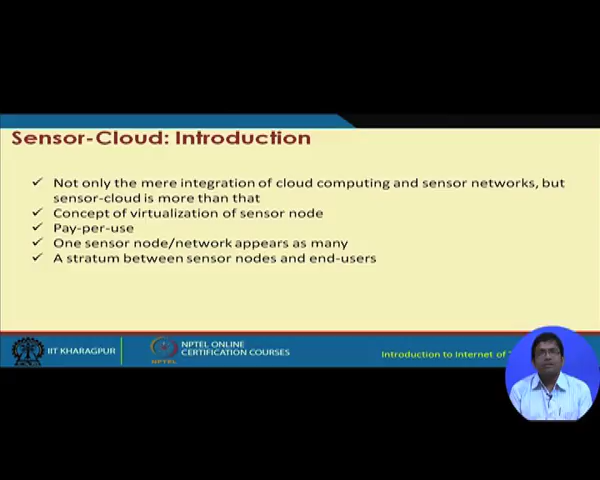 Sensor-Cloud: Introduction
✓ Not only the mere integration of cloud computing and sensor networks, but
sensor-cloud is more than that
✓ Concept of virtualization of sensor node
✓ Pay-per-use
✓ One sensor node/network appears as many
✓ A stratum between sensor nodes and end-users
IIT KHARAGPUR
NPTEL
NPTEL ONLINE
CERTIFICATION COURSES
Introduction to Internet of